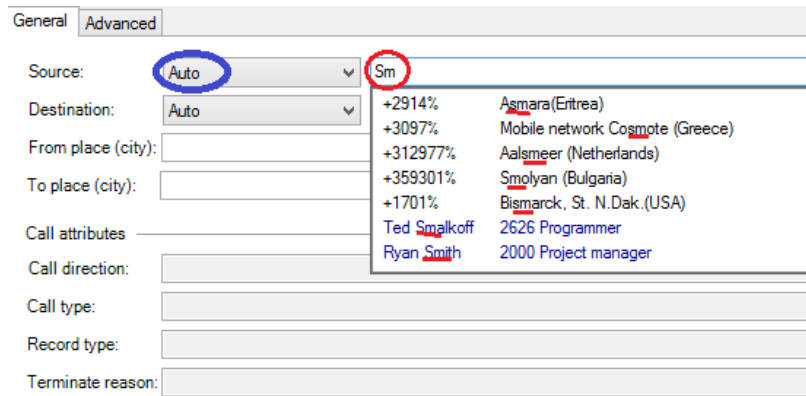 General Advanced
Source: Auto Sm
+2914% Asmara(Eritrea)
Destination: Auto
+3097% Mobile network Cosmote (Greece)
From place (city):
+312977% Aalsmeer (Netherlands)
To place (city):
+359301% Smolyan (Bulgaria)
+1701% Bismarck, St. N.Dak.(USA)
Call attributes
Ted Smalkoff 2626 Programmer
Ryan Smith 2000 Project manager
Call direction:
Call type:
Record type:
Terminate reason: